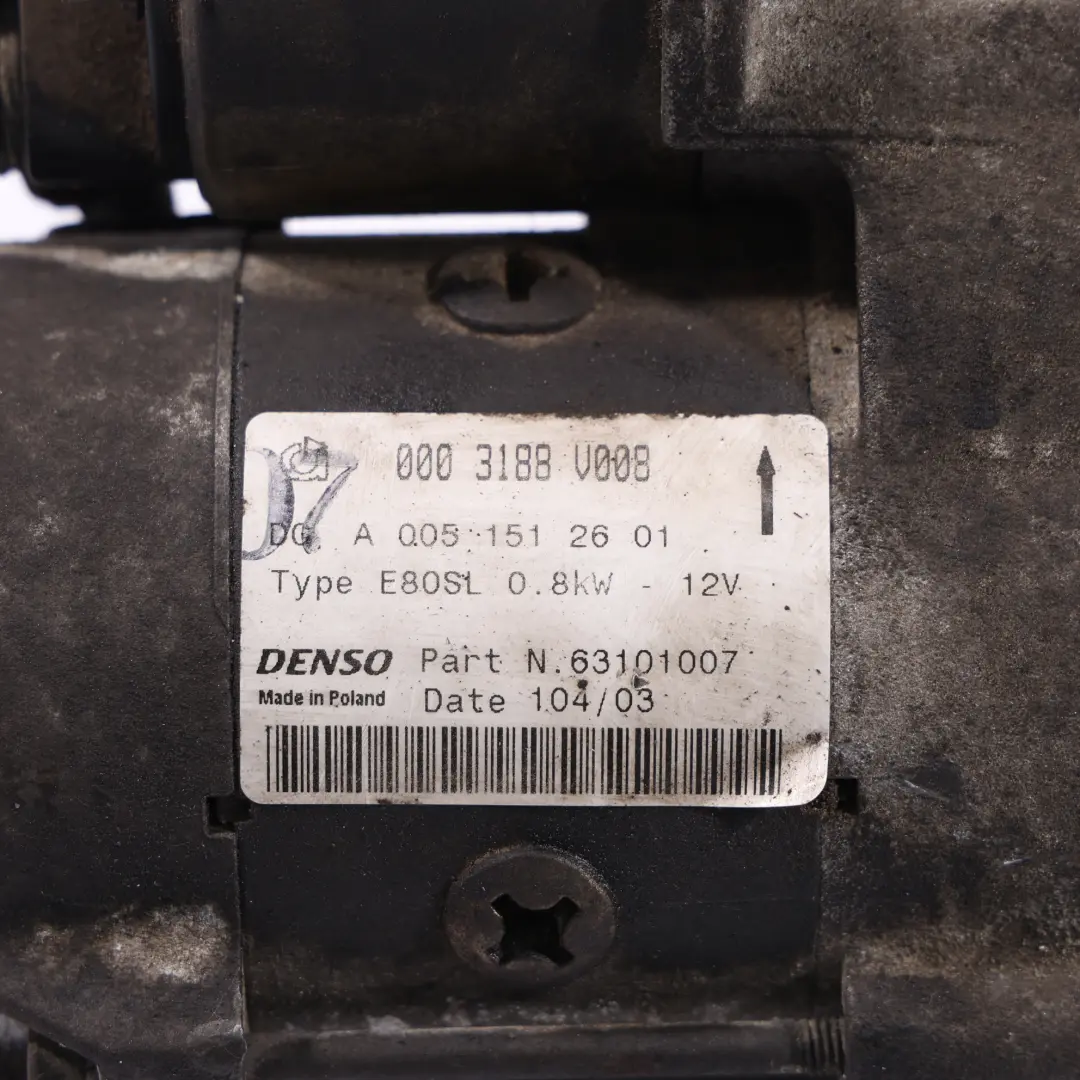 000 3188 V008
07
DC A 005 151 26 01
Type E80SL 0.8kW - 12V
DENSO Part N.63101007
Made in Poland Date 104/03